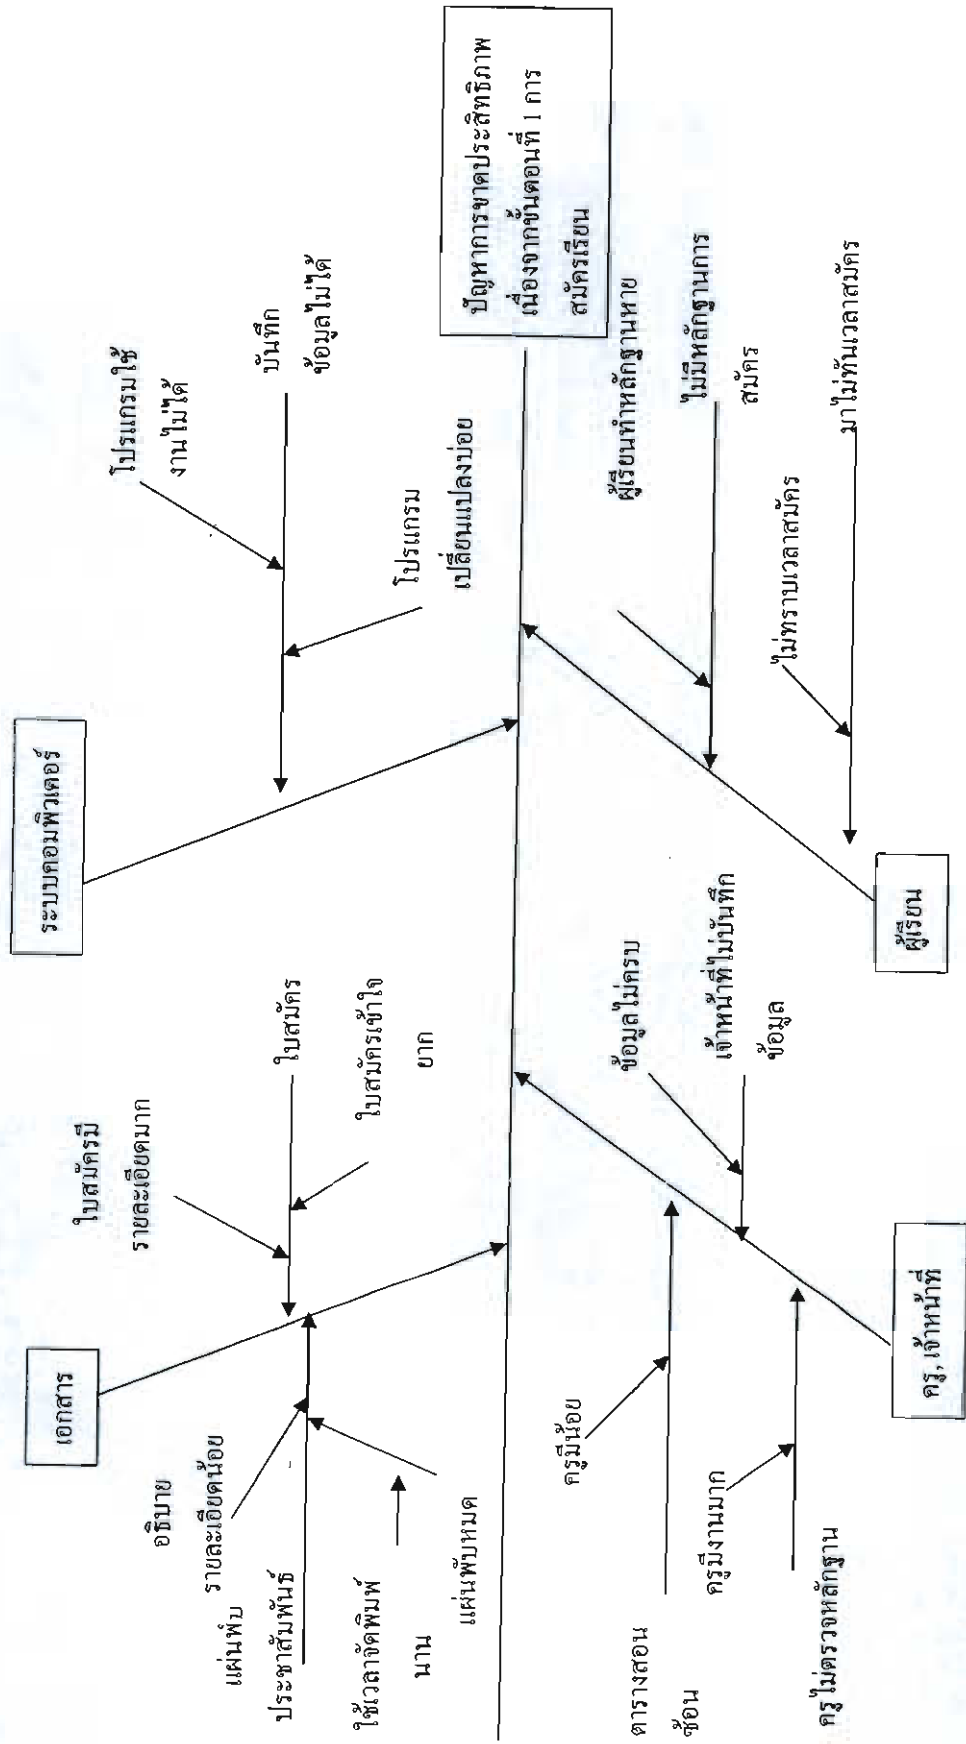 เอกสาร
ระบบคอมพิวเตอร์
ใบสมัครมี
รายละเอียดมาก
โปรแกรมใช้
งานไม่ได้
อธิบาย
รายละเอียดน้อย
แผ่นพับ
ประชาสัมพันธ์
ใบสมัคร
บันทึก
ข้อมูลไม่ได้
ใบสมัครเข้าใจ
ยาก
โปรแกรม
เปลี่ยนแปลงบ่อย
ใช้เวลาจัดพิมพ์
นาน
แผ่นพับหมด
ปัญหาการขาดประสิทธิภาพ
เนื่องจากขั้นตอนที่ 1 การ
สมัครเรียน
ครูมีน้อย
ข้อมูลไม่ครบ
ผู้เรียนทำหลักฐานหาย
ตารางสอน
ซ้อน
เจ้าหน้าที่ไม่บันทึก
ข้อมูล
ไม่มีหลักฐานการ
สมัคร
ครูมีงานมาก
ไม่ทราบเวลาสมัคร
ครูไม่ตรวจหลักฐาน
มาไม่ทันเวลาสมัคร
ครู, เจ้าหน้าที่
ผู้เรียน